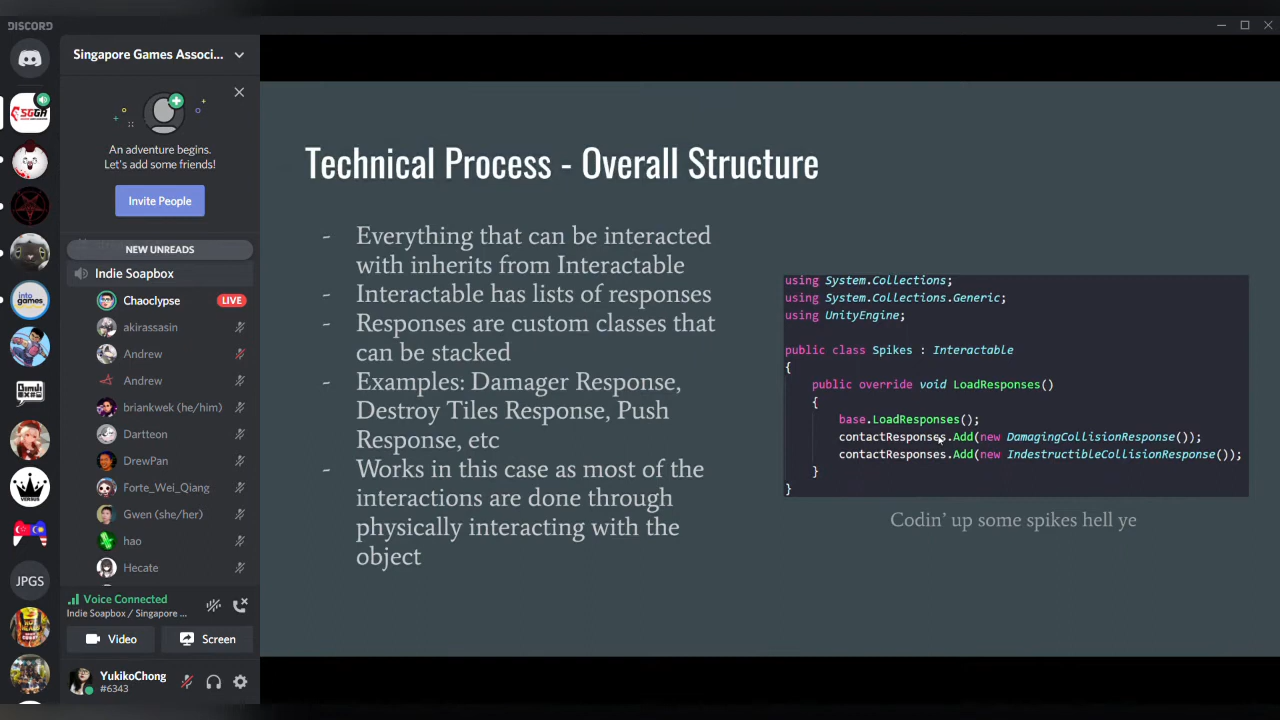 DISCORD
Singapore Games Associ...
An adventure begins.
Let's add some friends!
Invite People
NEW UNREADS
Indie Soapbox
Chaoclypse LIVE
akirassasin
Andrew
Andrew
briankwek (he/him)
Dartteon
DrewPan
Forte_Wei_Qiang
Gwen (she/her)
hao
Hecate
Voice Connected
Indie Soapbox / Singapore ...
Video
Screen
YukikoChong
#6343
SGGA
into
games
VERSUS
JPGS
Technical Process - Overall Structure
- Everything that can be interacted
with inherits from Interactable
- Interactable has lists of responses
- Responses are custom classes that
can be stacked
- Examples: Damager Response,
Destroy Tiles Response, Push
Response, etc
- Works in this case as most of the
interactions are done through
physically interacting with the
object
using System.Collections;
using System.Collections.Generic;
using UnityEngine;
public class Spikes : Interactable
{
public override void LoadResponses()
{
base.LoadResponses();
contactResponses.Add(new DamagingCollisionResponse());
contactResponses.Add(new IndestructibleCollisionResponse());
}
}
Codin' up some spikes hell ye